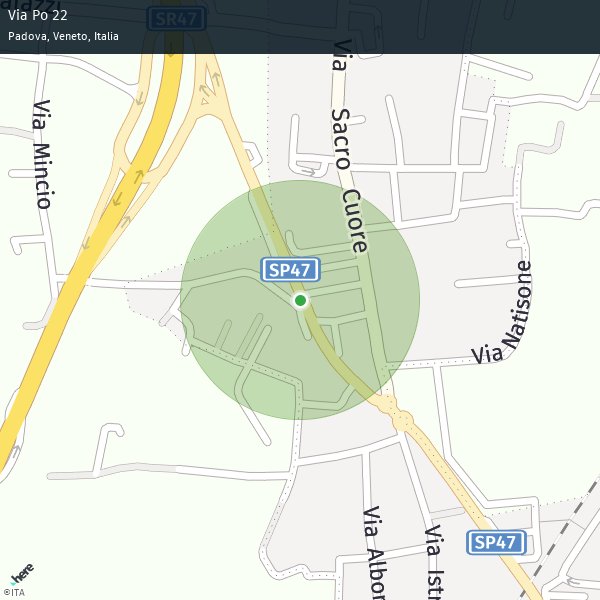 Via Po 22
Padova, Veneto, Italia
SR47
Via Sacro Cuore
Via Mincio
SP47
Via Natisone
SP47
Via Istr
Via Albor
here
©ITA